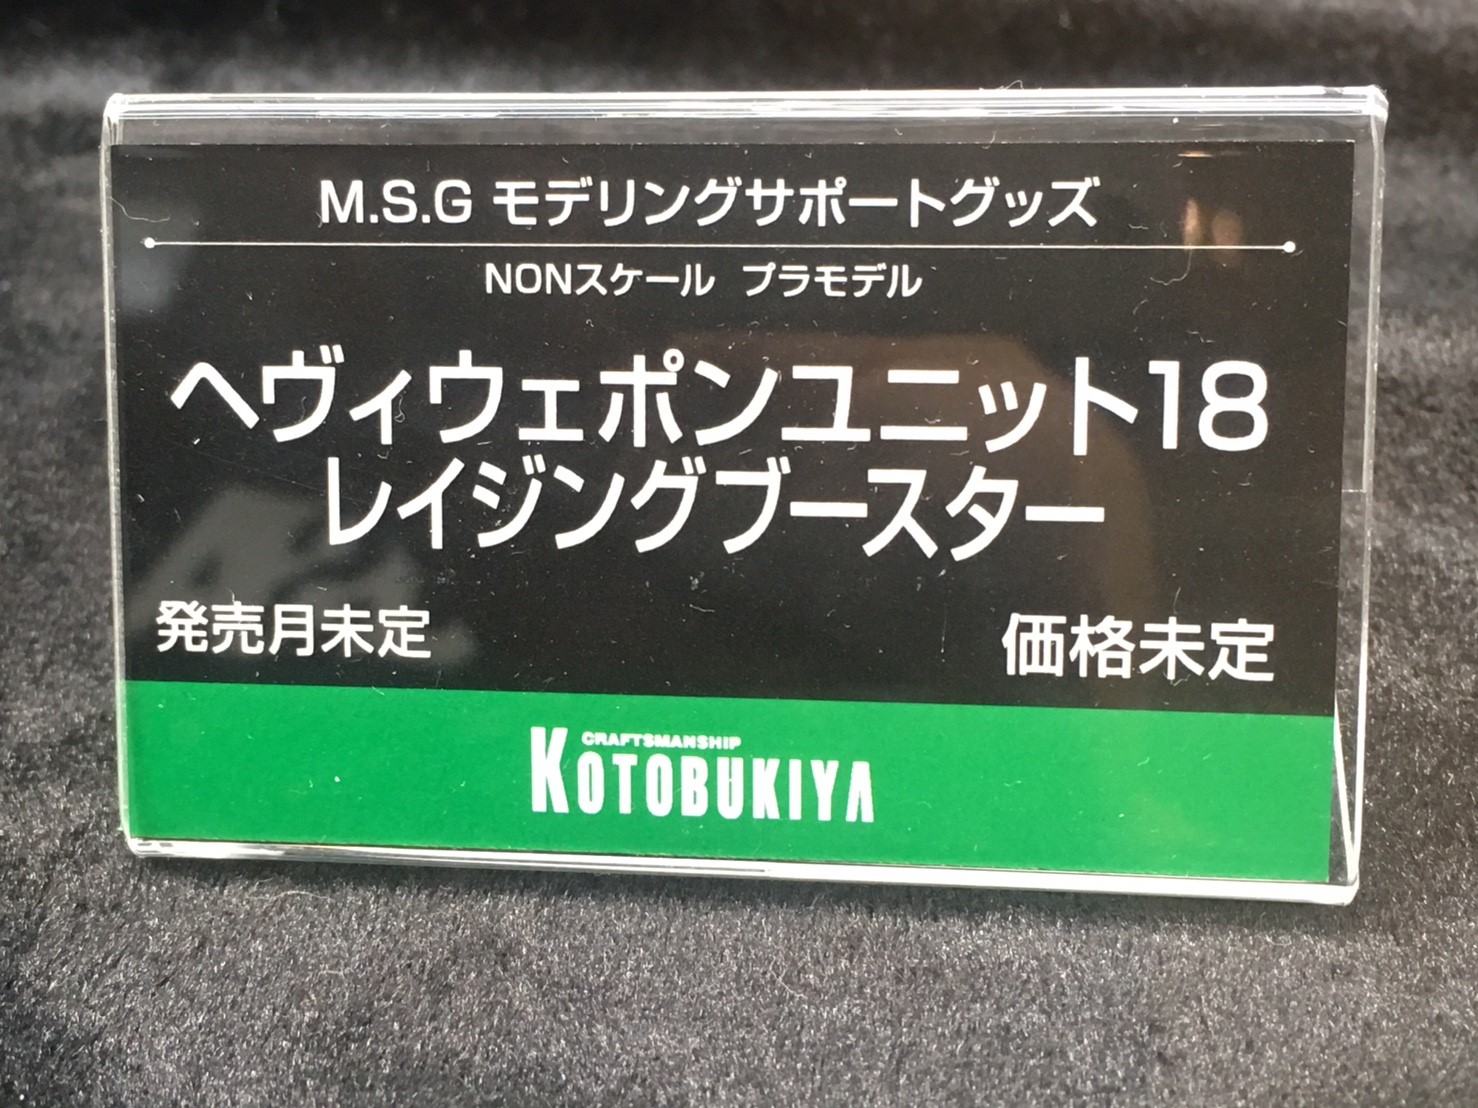 M.S.G モデリングサポートグッズ
NONスケール プラモデル
ヘヴィウェポンユニット18
レイジングブースター
発売月未定
価格未定
CRAFTSMANSHIP
KOTOBUKIYA